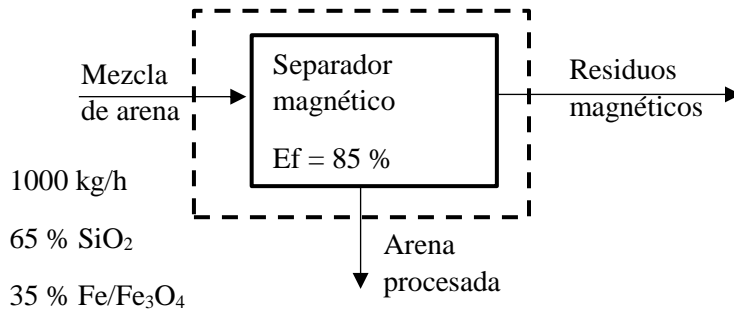 Mezcla
de arena
Separador
magnético
Ef = 85 %
Residuos
magnéticos
1000 kg/h
65 % SiO₂
35 % Fe/Fe₃O₄
Arena
procesada